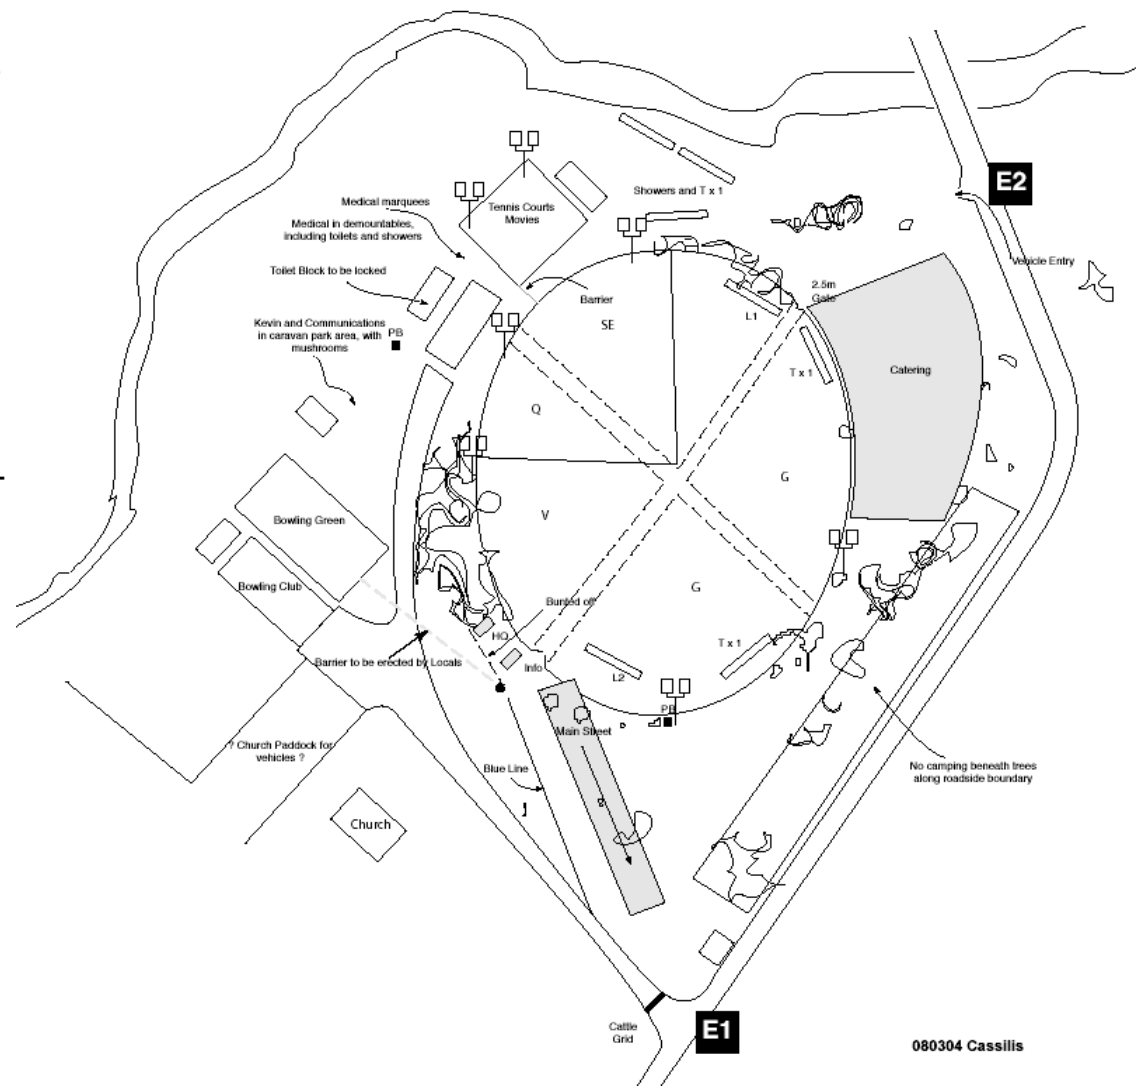 E2
Showers and T x 1
Medical marquees
Tennis Courts
Movies
Medical in demountables,
including toilets and showers
Vehicle Entry
Toilet Block to be locked
2.5m
Gate
Barrier
L1
SE
Kevin and Communications
in caravan park area, with
mushrooms
PB
T x 1
Catering
Q
G
V
Bowling Green
Bowling Club
G
Bunted off
HQ
T x 1
Barrier to be erected by Locals
Info
L2
PB
Main Street
? Church Paddock for
vehicles ?
Blue Line
No camping beneath trees
along roadside boundary
Church
Cattle
Grid
E1
080304 Cassilis